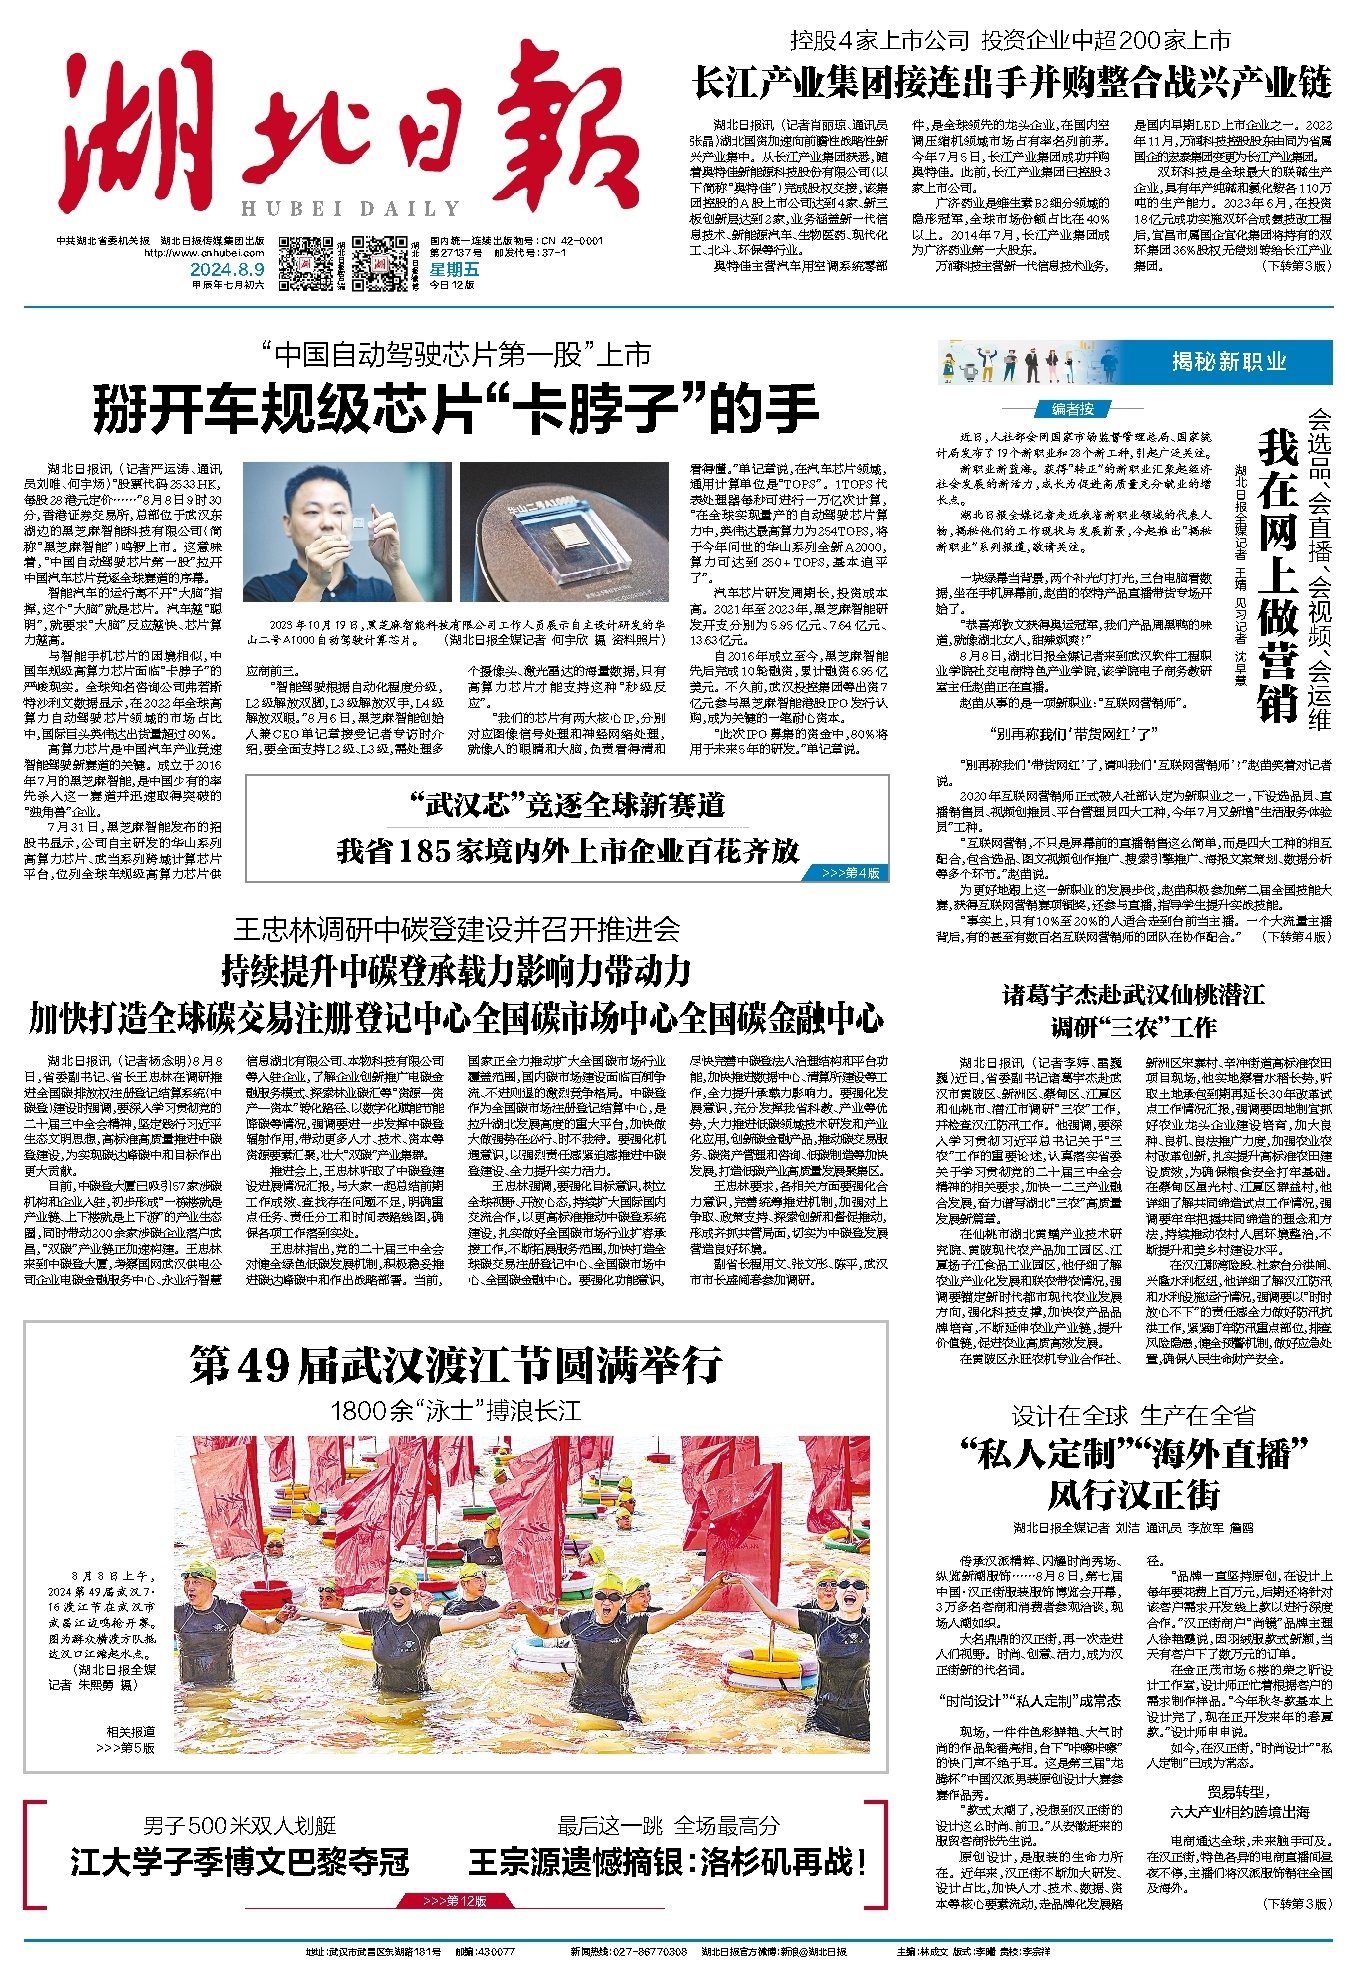 湖北日報
HUBEI DAILY
中共湖北省委机关报 湖北日报传媒集团出版
http://www.cnhubei.com
2024.8.9
甲辰年七月初六
国内统一连续出版物号:CN 42-0001
第27137号 邮发代号:37-1
星期五
今日12版
控股4家上市公司 投资企业中超200家上市
长江产业集团接连出手并购整合战兴产业链
湖北日报讯(记者肖丽琼、通讯员
张晶)湖北国资加速向前瞻性战略性新
兴产业集中。从长江产业集团获悉,随
着奥特佳新能源科技股份有限公司(以
下简称“奥特佳”)完成股权交接,该集
团控股的A股上市公司达到4家、新三
板创新层达到2家,业务涵盖新一代信
息技术、新能源汽车、生物医药、现代化
工、北斗、环保等行业。
奥特佳主营汽车用空调系统零部
件,是全球领先的龙头企业,在国内空
调压缩机领域市场占有率名列前茅。
今年7月5日,长江产业集团成功并购
奥特佳。此前,长江产业集团已控股3
家上市公司。
广济药业是维生素B2细分领域的
隐形冠军,全球市场份额占比在40%
以上。2014年7月,长江产业集团成
为广济药业第一大股东。
万润科技主营新一代信息技术业务,
是国内早期LED上市企业之一。2022
年11月,万润科技控股股东由同为省属
国企的宏泰集团变更为长江产业集团。
双环科技是全球最大的联碱生产
企业,具有年产纯碱和氯化铵各110万
吨的生产能力。2023年6月,在投资
18亿元成功实施双环合成氨技改工程
后,宜昌市属国企宜化集团将持有的双
环集团36%股权无偿划转给长江产业
集团。 (下转第3版)
“中国自动驾驶芯片第一股”上市
掰开车规级芯片“卡脖子”的手
湖北日报讯(记者严运涛、通讯
员刘唯、何宇炀)“股票代码2533.HK,
每股28港元定价……”8月8日9时30
分,香港证券交易所,总部位于武汉东
湖边的黑芝麻智能科技有限公司(简
称“黑芝麻智能”)鸣锣上市。这意味
着,“中国自动驾驶芯片第一股”拉开
中国汽车芯片竞逐全球赛道的序幕。
智能汽车的运行离不开“大脑”指
挥,这个“大脑”就是芯片。汽车越“聪
明”,就要求“大脑”反应越快、芯片算
力越高。
与智能手机芯片的困境相似,中
国车规级高算力芯片面临“卡脖子”的
严峻现实。全球知名咨询公司弗若斯
特沙利文数据显示,在2022年全球高
算力自动驾驶芯片领域的市场占比
中,国际巨头英伟达出货量超过80%。
高算力芯片是中国汽车产业竞速
智能驾驶新赛道的关键。成立于2016
年7月的黑芝麻智能,是中国少有的率
先杀入这一赛道并迅速取得突破的
“独角兽”企业。
7月31日,黑芝麻智能发布的招
股书显示,公司自主研发的华山系列
高算力芯片、武当系列跨域计算芯片
平台,位列全球车规级高算力芯片供
2023年10月19日,黑芝麻智能科技有限公司工作人员展示自主设计研发的华
山二号A1000自动驾驶计算芯片。 (湖北日报全媒记者 何宇欣 摄 资料照片)
应商前三。
“智能驾驶根据自动化程度分级,
L2级解放双脚,L3级解放双手,L4级
解放双眼。”8月6日,黑芝麻智能创始
人兼CEO单记章接受记者专访时介
绍,要全面支持L2级、L3级,需处理多
个摄像头、激光雷达的海量数据,只有
高算力芯片才能支持这种“秒级反
应”。
“我们的芯片有两大核心IP,分别
对应图像信号处理和神经网络处理,
就像人的眼睛和大脑,负责看得清和
看得懂。”单记章说,在汽车芯片领域,
通用计算单位是“TOPS”。1TOPS代
表处理器每秒可进行一万亿次计算,
“在全球实现量产的自动驾驶芯片算
力中,英伟达最高算力为254TOPS,将
于今年问世的华山系列全新A2000,
算力可达到250+TOPS,基本追平
了”。
汽车芯片研发周期长,投资成本
高。2021年至2023年,黑芝麻智能研
发开支分别为5.95亿元、7.64亿元、
13.63亿元。
自2016年成立至今,黑芝麻智能
先后完成10轮融资,累计融资6.95亿
美元。不久前,武汉投控集团等出资7
亿元参与黑芝麻智能港股IPO发行认
购,成为关键的一笔耐心资本。
“此次IPO募集的资金中,80%将
用于未来5年的研发。”单记章说。
“武汉芯”竞逐全球新赛道
我省185家境内外上市企业百花齐放
>>>第4版
揭秘新职业
编者按
近日,人社部会同国家市场监督管理总局、国家统
计局发布了19个新职业和28个新工种,引起广泛关注。
新职业新蓝海。获得“转正”的新职业汇聚起经济
社会发展的新活力,成长为促进高质量充分就业的增
长点。
湖北日报全媒记者走近我省新职业领域的代表人
物,揭秘他们的工作现状与发展前景,今起推出“揭秘
新职业”系列报道,敬请关注。
会选品、会直播、会视频、会运维
我在网上做营销
湖北日报全媒记者 王婧 见习记者 沈早慧
一块绿幕当背景,两个补光灯打光,三台电脑看数
据,坐在手机屏幕前,赵苗的农特产品直播带货专场开
始了。
“恭喜郑钦文获得奥运冠军,我们产品周黑鸭的味
道,就像湖北女人,甜辣飒爽!”
8月8日,湖北日报全媒记者来到武汉软件工程职
业学院社交电商特色产业学院,该学院电子商务教研
室主任赵苗正在直播。
赵苗从事的是一项新职业:“互联网营销师”。
“别再称我们‘带货网红’了”
“别再称我们‘带货网红’了,请叫我们‘互联网营销师’!”赵苗笑着对记者
说。
2020年互联网营销师正式被人社部认定为新职业之一,下设选品员、直
播销售员、视频创推员、平台管理员四大工种,今年7月又新增“生活服务体验
员”工种。
“互联网营销,不只是屏幕前的直播销售这么简单,而是四大工种的相互
配合,包含选品、图文视频创作推广、搜索引擎推广、海报文案策划、数据分析
等多个环节。”赵苗说。
为更好地跟上这一新职业的发展步伐,赵苗积极参加第二届全国技能大
赛,获得互联网营销赛项铜奖,还参与直播,指导学生提升实战技能。
“事实上,只有10%至20%的人适合走到台前当主播。一个大流量主播
背后,有的甚至有数百名互联网营销师的团队在协作配合。” (下转第4版)
王忠林调研中碳登建设并召开推进会
持续提升中碳登承载力影响力带动力
加快打造全球碳交易注册登记中心全国碳市场中心全国碳金融中心
湖北日报讯(记者杨念明)8月8
日,省委副书记、省长王忠林在调研推
进全国碳排放权注册登记结算系统(中
碳登)建设时强调,要深入学习贯彻党的
二十届三中全会精神,坚定践行习近平
生态文明思想,高标准高质量推进中碳
登建设,为实现碳达峰碳中和目标作出
更大贡献。
目前,中碳登大厦已吸引57家涉碳
机构和企业入驻,初步形成“一栋楼就是
产业链、上下楼就是上下游”的产业生态
圈,同时带动200余家涉碳企业落户武
昌,“双碳”产业链正加速构建。王忠林
来到中碳登大厦,考察国网武汉供电公
司企业电碳金融服务中心、永业行智慧
信息湖北有限公司、本物科技有限公司
等入驻企业,了解企业创新推广电碳金
融服务模式、探索林业碳汇等“资源—资
产—资本”转化路径、以数字化赋能节能
降碳等情况,强调要进一步发挥中碳登
辐射作用,带动更多人才、技术、资本等
资源要素汇聚,壮大“双碳”产业集群。
推进会上,王忠林听取了中碳登建
设进展情况汇报,与大家一起总结前期
工作成效、查找存在问题不足,明确重
点任务、责任分工和时间表路线图,确
保各项工作落到实处。
王忠林指出,党的二十届三中全会
对健全绿色低碳发展机制,积极稳妥推
进碳达峰碳中和作出战略部署。当前,
国家正全力推动扩大全国碳市场行业
覆盖范围,国内碳市场建设面临百舸争
流、不进则退的激烈竞争格局。中碳登
作为全国碳市场注册登记结算中心,是
拉升湖北发展高度的重大平台,加快做
大做强势在必行、时不我待。要强化机
遇意识,以强烈责任感紧迫感推进中碳
登建设、全力提升实力活力。
王忠林强调,要强化目标意识,树立
全球视野、开放心态,持续扩大国际国内
交流合作,以更高标准推动中碳登系统
建设,扎实做好全国碳市场行业扩容承
接工作,不断拓展服务范围,加快打造全
球碳交易注册登记中心、全国碳市场中
心、全国碳金融中心。要强化功能意识,
尽快完善中碳登法人治理结构和平台功
能,加快推进数据中心、清算所建设等工
作,全力提升承载力影响力。要强化发
展意识,充分发挥我省科教、产业等优
势,大力推进低碳领域技术研发和产业
化应用,创新碳金融产品,推动碳交易服
务、碳资产管理和咨询、低碳制造等加快
发展,打造低碳产业高质量发展聚集区。
王忠林要求,各相关方面要强化合
力意识,完善统筹推进机制,加强对上
争取、政策支持、探索创新和督促推动,
形成齐抓共管局面,切实为中碳登发展
营造良好环境。
副省长程用文、张文彤、陈平,武汉
市市长盛阅春参加调研。
诸葛宇杰赴武汉仙桃潜江
调研“三农”工作
湖北日报讯(记者李婷、雷巍
巍)近日,省委副书记诸葛宇杰赴武
汉市黄陂区、新洲区、蔡甸区、江夏区
和仙桃市、潜江市调研“三农”工作,
并检查汉江防汛工作。他强调,要深
入学习贯彻习近平总书记关于“三
农”工作的重要论述,认真落实省委
关于学习贯彻党的二十届三中全会
精神的相关要求,加快一二三产业融
合发展,奋力谱写湖北“三农”高质量
发展新篇章。
在仙桃市湖北黄鳝产业技术研
究院、黄陂现代农产品加工园区、江
夏扬子江食品工业园区,他仔细了解
农业产业化发展和联农带农情况,强
调要锚定新时代都市现代农业发展
方向,强化科技支撑,加快农产品品
牌培育,不断延伸农业产业链,提升
价值链,促进农业高质高效发展。
在黄陂区永旺农机专业合作社、
新洲区宋寨村、辛冲街道高标准农田
项目现场,他实地察看水稻长势,听
取土地承包到期再延长30年改革试
点工作情况汇报,强调要因地制宜抓
好农业龙头企业建设培育,加大良
种、良机、良法推广力度,加强农业农
村改革创新,扎实提升高标准农田建
设质效,为确保粮食安全打牢基础。
在蔡甸区星光村、江夏区群益村,他
详细了解共同缔造试点工作情况,强
调要牢牢把握共同缔造的理念和方
法,持续推动农村人居环境整治,不
断提升和美乡村建设水平。
在汉江郭湾险段、杜家台分洪闸、
兴隆水利枢纽,他详细了解汉江防汛
和水利设施运行情况,强调要以“时时
放心不下”的责任感全力做好防汛抗
洪工作,紧紧盯牢防汛重点部位,排查
风险隐患,健全预警机制,做好应急处
置,确保人民生命财产安全。
第49届武汉渡江节圆满举行
1800余“泳士”搏浪长江
8月8日上午,
2024第49届武汉7·
16渡江节在武汉市
武昌江边鸣枪开赛。
图为群众横渡方队抵
达汉口江滩起水点。
(湖北日报全媒
记者 朱熙勇 摄)
相关报道
>>>第5版
设计在全球 生产在全省
“私人定制”“海外直播”
风行汉正街
湖北日报全媒记者 刘洁 通讯员 李放军 詹鸥
传承汉派精粹、闪耀时尚秀场、
纵览新潮服饰……8月8日,第七届
中国·汉正街服装服饰博览会开幕,
3万多名客商和消费者参观洽谈,现
场人潮如织。
大名鼎鼎的汉正街,再一次走进
人们视野。时尚、创意、活力,成为汉
正街新的代名词。
“时尚设计”“私人定制”成常态
现场,一件件色彩鲜艳、大气时
尚的作品轮番亮相,台下“咔嚓咔嚓”
的快门声不绝于耳。这是第三届“龙
腾杯”中国汉派男装原创设计大赛参
赛作品秀。
“款式太潮了,没想到汉正街的
设计这么时尚、前卫。”从安徽赶来的
服贸客商张先生说。
原创设计,是服装的生命力所
在。近年来,汉正街不断加大研发、
设计占比,加快人才、技术、数据、资
本等核心要素流动,走品牌化发展路
径。
“品牌一直坚持原创,在设计上
每年要花费上百万元,后期还将针对
该客户需求开发线上款以进行深度
合作。”汉正街商户“尚镜”品牌主理
人徐艳霞说,因羽绒服款式新颖,当
天有客户下了数万元的订单。
在金正茂市场6楼的荣之昕设
计工作室,设计师正忙着根据客户的
需求制作样品。“今年秋冬款基本上
设计完了,现在正开发来年的春夏
款。”设计师申申说。
如今,在汉正街,“时尚设计”“私
人定制”已成为常态。
贸易转型,
六大产业相约跨境出海
电商通达全球,未来触手可及。
在汉正街,特色各异的电商直播间昼
夜不停,主播们将汉派服饰销往全国
及海外。
(下转第3版)
男子500米双人划艇
江大学子季博文巴黎夺冠
最后这一跳 全场最高分
王宗源遗憾摘银:洛杉矶再战!
>>>第12版
地址:武汉市武昌区东湖路181号 邮编:430077 新闻热线:027-86770308 湖北日报官方微博:新浪@湖北日报 主编:林成文 版式:李曙 责校:李宗祥